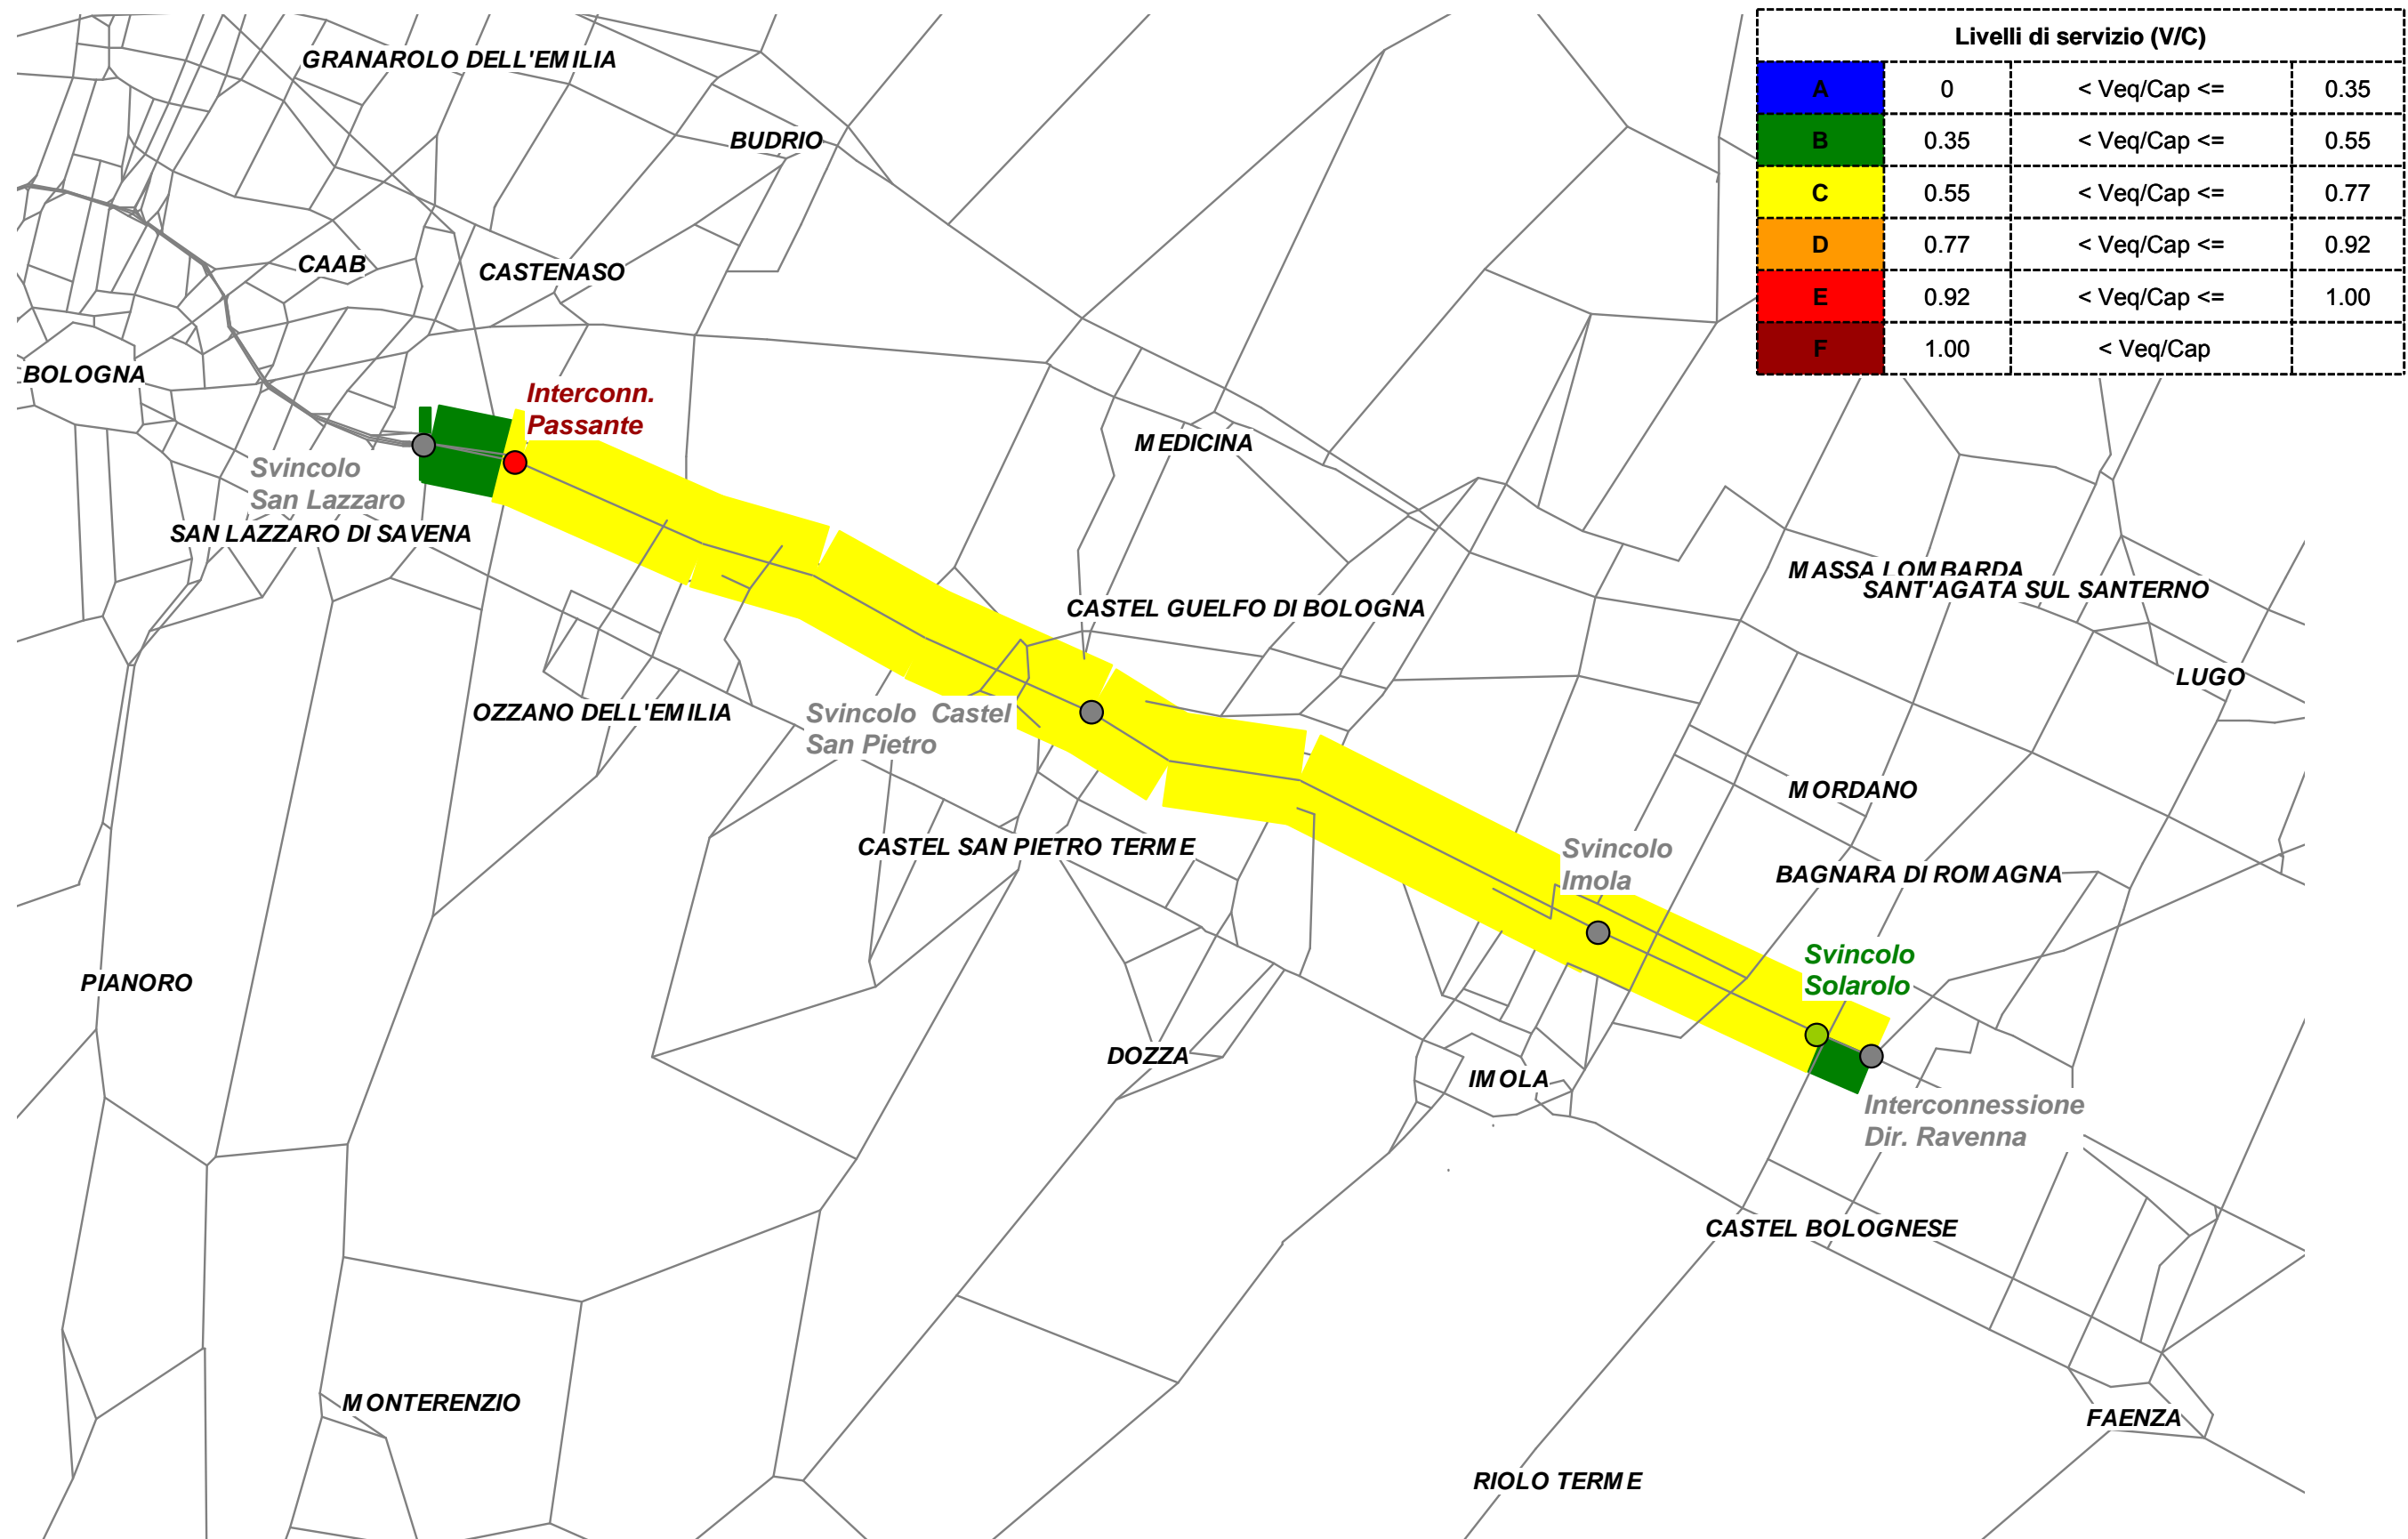 Livelli di servizio (V/C)
A 0 < Veq/Cap <= 0.35
B 0.35 < Veq/Cap <= 0.55
C 0.55 < Veq/Cap <= 0.77
D 0.77 < Veq/Cap <= 0.92
E 0.92 < Veq/Cap <= 1.00
F 1.00 < Veq/Cap
GRANAROLO DELL'EMILIA
BUDRIO
CAAB
CASTENASO
BOLOGNA
Interconn.
Passante
MEDICINA
Svincolo
San Lazzaro
SAN LAZZARO DI SAVENA
MASSA LOMBARDA
SANT'AGATA SUL SANTERNO
CASTEL GUELFO DI BOLOGNA
LUGO
OZZANO DELL'EMILIA
Svincolo Castel
San Pietro
MORDANO
CASTEL SAN PIETRO TERME
Svincolo
Imola
BAGNARA DI ROMAGNA
Svincolo
Solarolo
PIANORO
DOZZA
IMOLA
Interconnessione
Dir. Ravenna
CASTEL BOLOGNESE
MONTERENZIO
FAENZA
RIOLO TERME